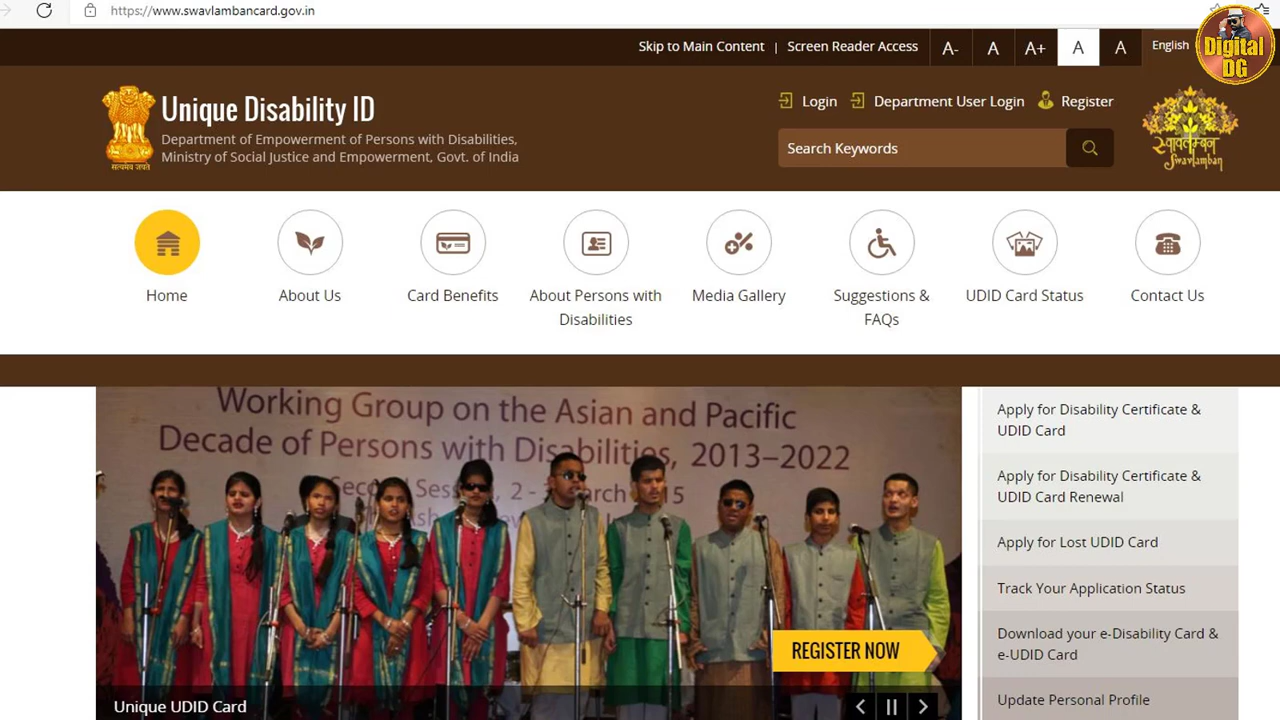 https://www.swavlambancard.gov.in
Skip to Main Content | Screen Reader Access A- A A+ A A English
Digital
DG
Unique Disability ID
Department of Empowerment of Persons with Disabilities,
Ministry of Social Justice and Empowerment, Govt. of India
सत्यमेव जयते
Login Department User Login Register
Search Keywords
स्वावलम्बन
Swavlamban
Home
About Us
Card Benefits
About Persons with
Disabilities
Media Gallery
Suggestions &
FAQs
UDID Card Status
Contact Us
Working Group on the Asian and Pacific
Decade of Persons with Disabilities, 2013–2022
REGISTER NOW
Unique UDID Card
Apply for Disability Certificate &
UDID Card
Apply for Disability Certificate &
UDID Card Renewal
Apply for Lost UDID Card
Track Your Application Status
Download your e-Disability Card &
e-UDID Card
Update Personal Profile